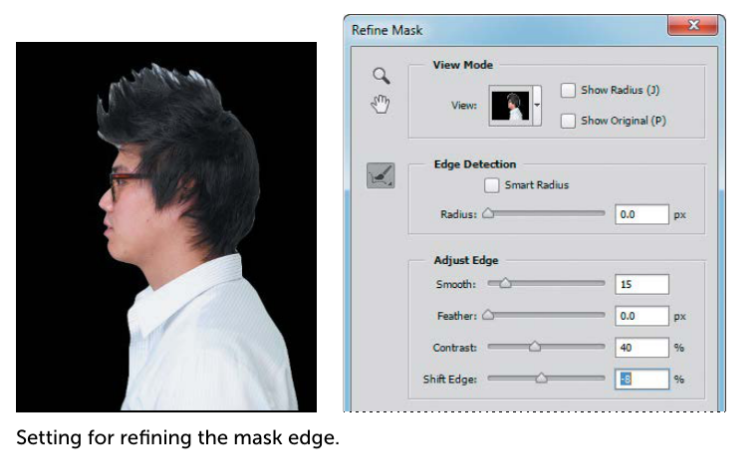 Refine Mask
View Mode
View:
Show Radius (J)
Show Original (P)
Edge Detection
Smart Radius
Radius: 0.0 px
Adjust Edge
Smooth: 15
Feather: 0.0 px
Contrast: 40 %
Shift Edge: -8 %
Setting for refining the mask edge.